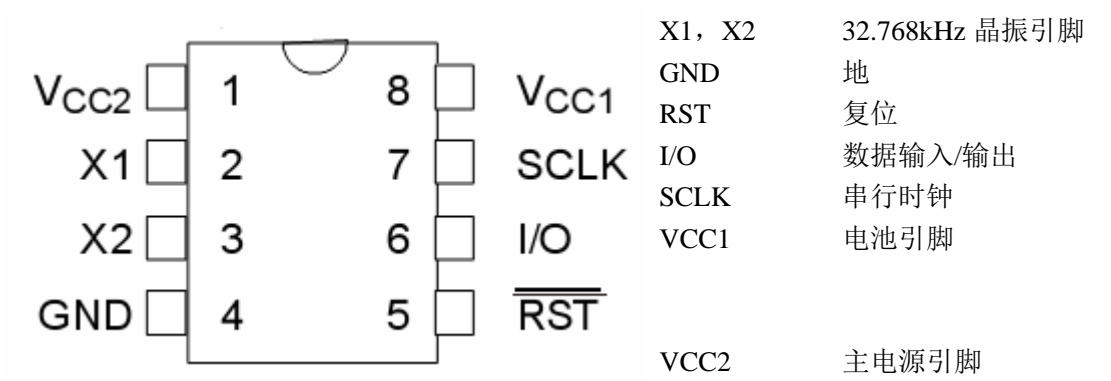 V_CC2 1 8 V_CC1
X1 2 7 SCLK
X2 3 6 I/O
GND 4 5 RST
X1，X2 32.768kHz 晶振引脚
GND 地
RST 复位
I/O 数据输入/输出
SCLK 串行时钟
VCC1 电池引脚
VCC2 主电源引脚